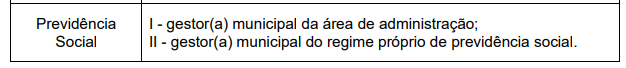 Previdência
Social
I - gestor(a) municipal da área de administração;
II - gestor(a) municipal do regime próprio de previdência social.